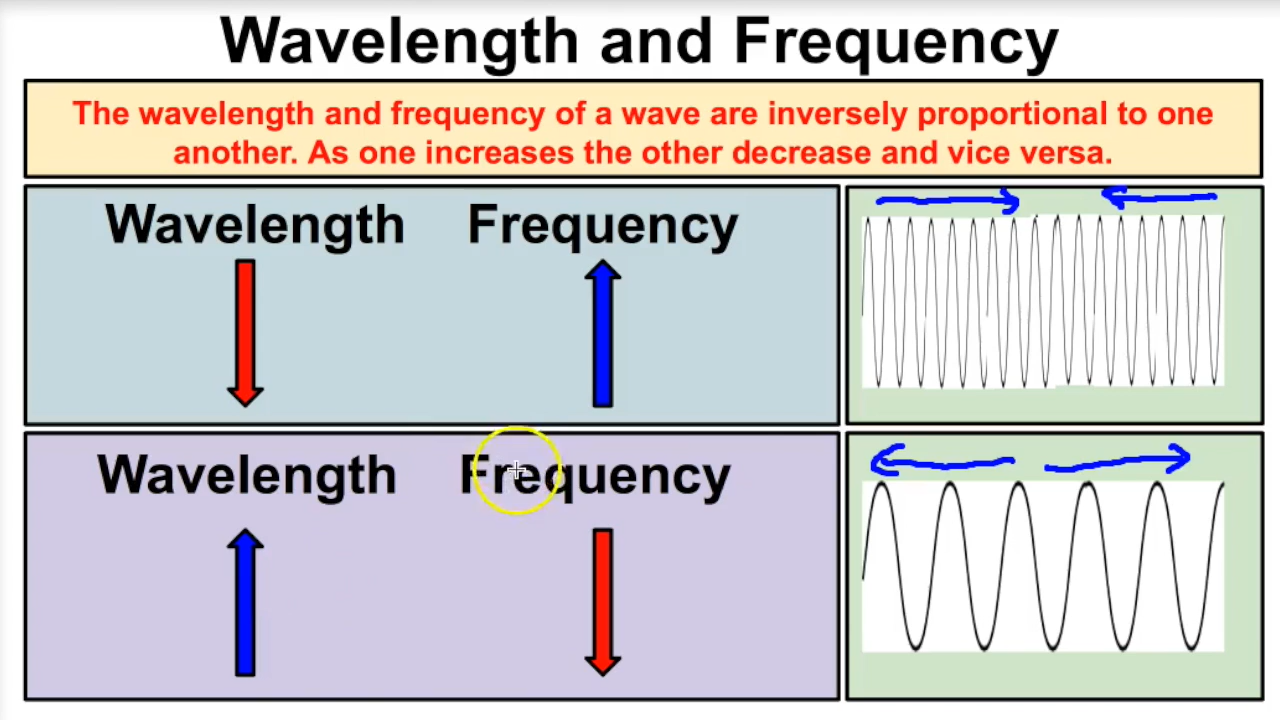 Wavelength and Frequency
The wavelength and frequency of a wave are inversely proportional to one
another. As one increases the other decrease and vice versa.
Wavelength Frequency
Wavelength Frequency